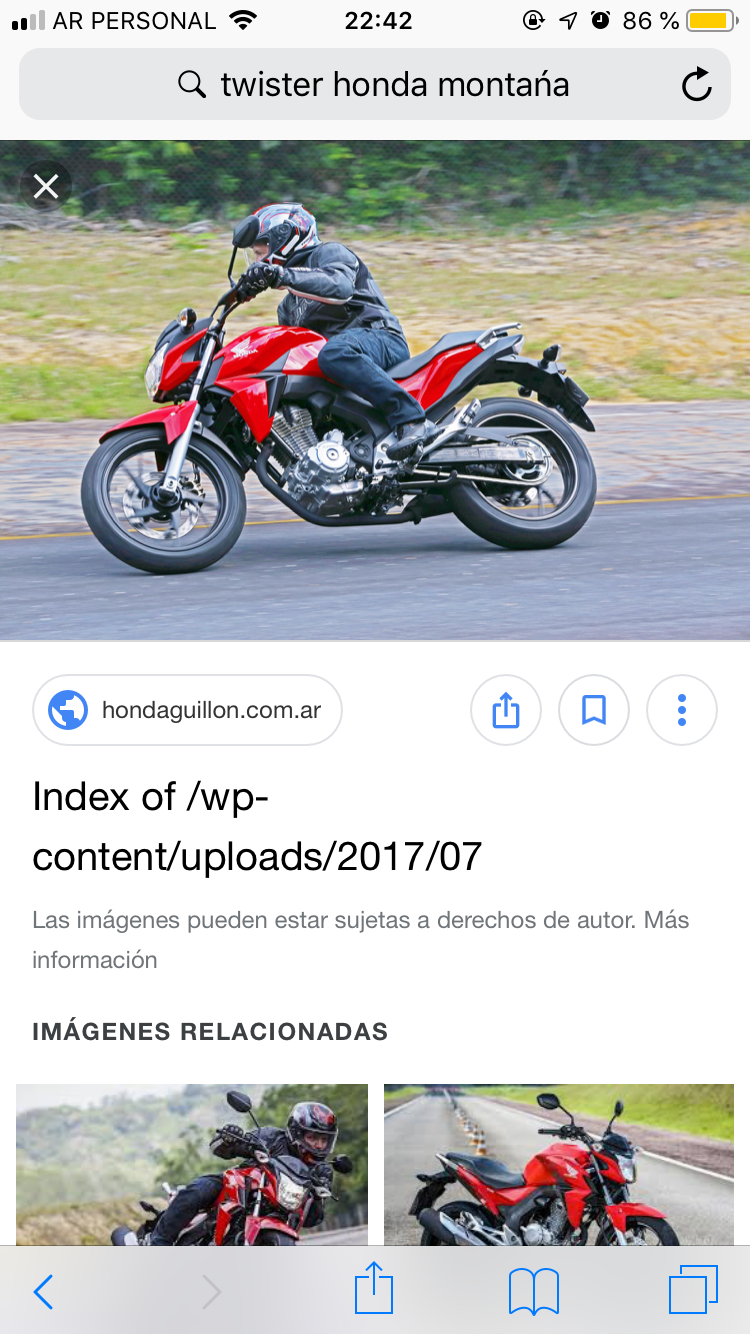 AR PERSONAL
22:42
86 %
twister honda montańa
HONDA
hondaguillon.com.ar
Index of /wp-
content/uploads/2017/07
Las imágenes pueden estar sujetas a derechos de autor. Más
información
IMÁGENES RELACIONADAS